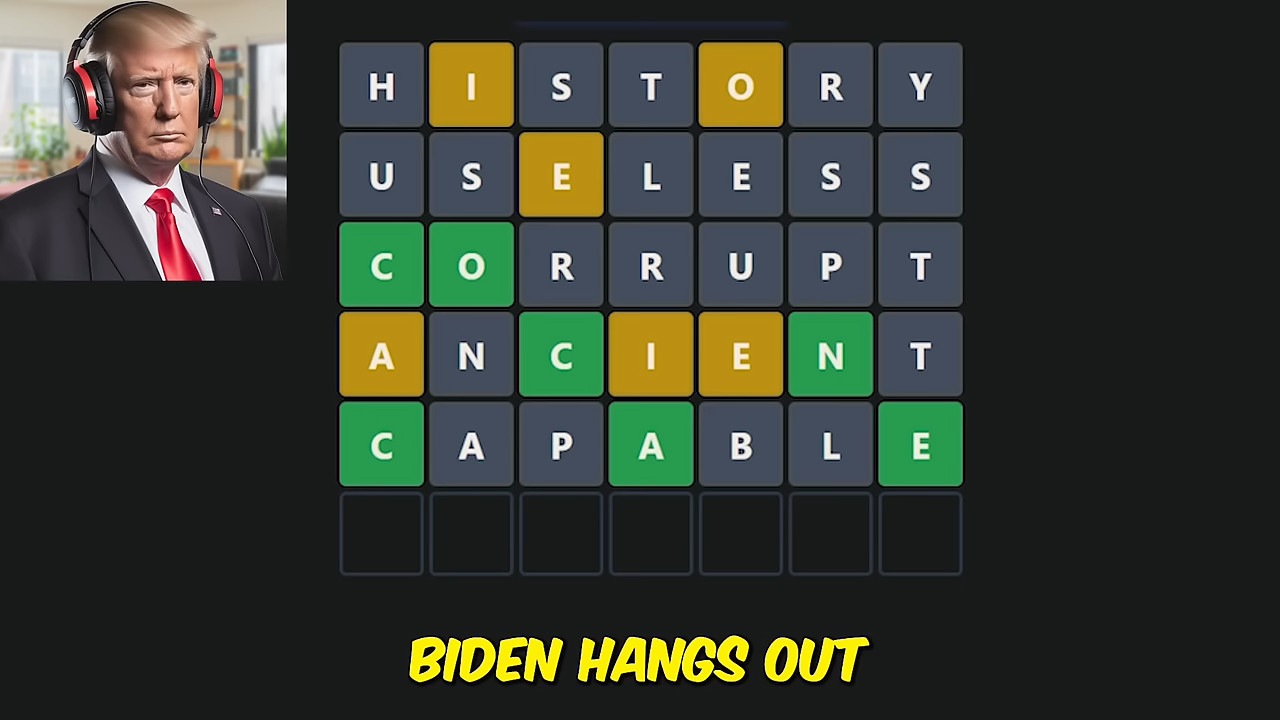 HISTORY
USELESS
CORRUPT
ANCIENT
CAPABLE
BIDEN HANGS OUT